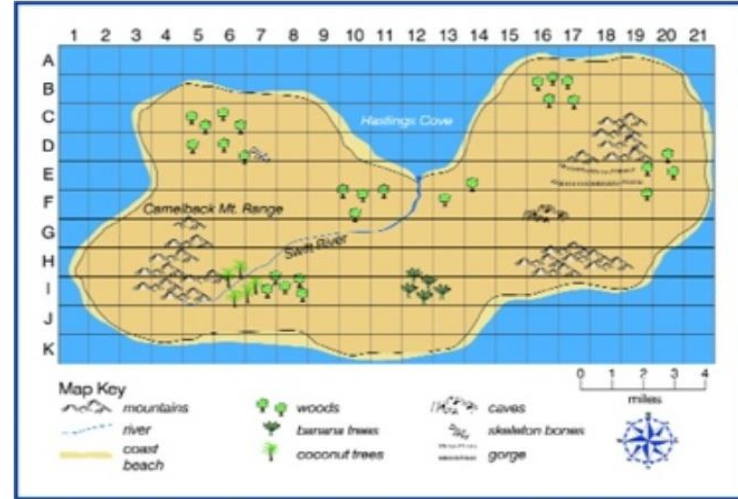 1 2 3 4 5 6 7 8 9 10 11 12 13 14 15 16 17 18 19 20 21
A
B
C
Hastings Cove
D
E
F
Camelback Mt. Range
G
Swift River
H
I
J
K
Map Key
mountains
river
coast
beach
woods
banana trees
coconut trees
caves
skeleton bones
gorge
0 1 2 3 4
miles